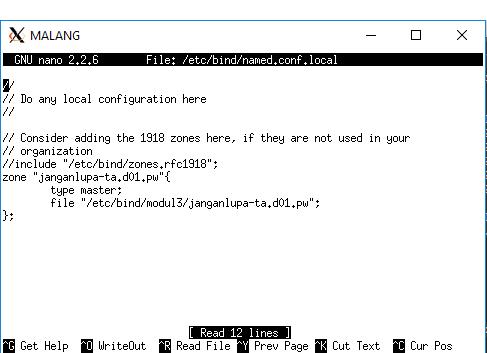 MALANG
GNU nano 2.2.6 File: /etc/bind/named.conf.local
//
// Do any local configuration here
//
// Consider adding the 1918 zones here, if they are not used in your
// organization
//include "/etc/bind/zones.rfc1918";
zone "janganlupa-ta.d01.pw"{
type master;
file "/etc/bind/modul3/janganlupa-ta.d01.pw";
};
[ Read 12 lines ]
^G Get Help ^O WriteOut ^R Read File ^Y Prev Page ^K Cut Text ^C Cur Pos